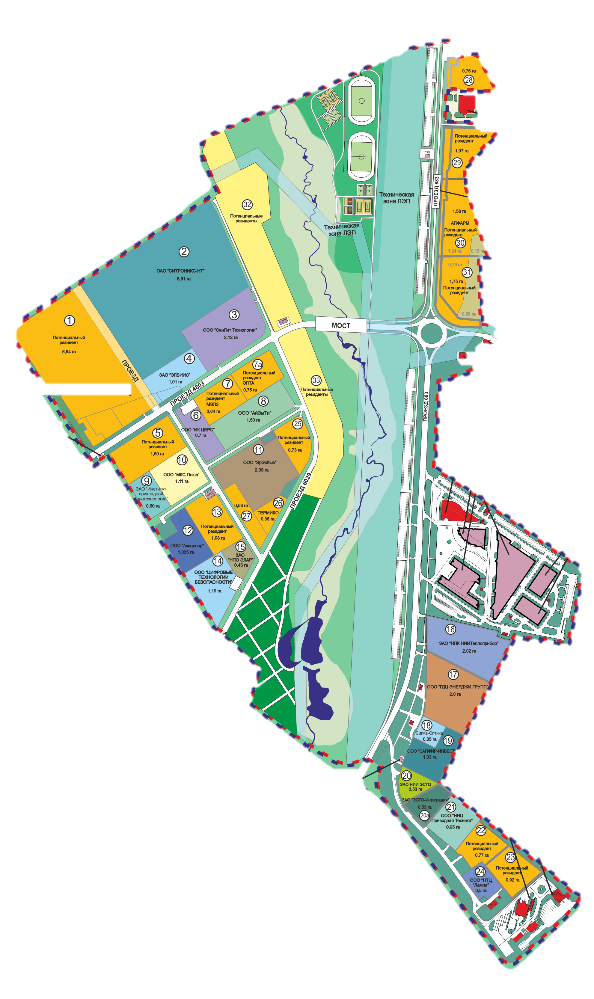 0,76 га
28
Потенциальный
резидент
1,07 га
29
РП5
ПРОЕЗД 683
Техническая
зона ЛЭП
1,58 га
АЛФАРМ
Потенциальный
резидент
30
1,24 га
0,15 га
0,79 га
31
1,75 га
Потенциальный
резидент
0,58 га
32
Потенциальные
резиденты
Техническая
зона ЛЭП
2
ОАО "СИТРОНИКС-НТ"
8,91 га
1
Потенциальный
резидент
6,64 га
ПРОЕЗД
3
ООО "СанЛит Технологии"
2,12 га
РТП6
МОСТ
4
ЗАО "ЭЛВИИС"
1,01 га
ПРОЕЗД 4803
7а
Потенциальный
резидент
ЭЛТА
0,75 га
7
Потенциальный
резидент
МЭЛЗ
0,84 га
33
Потенциальные
резиденты
8
ООО "АйЭмТи"
1,50 га
6
ООО "ИК ЦЕРС"
0,7 га
ПРОЕЗД 683
5
Потенциальный
резидент
1,50 га
25
Потенциальный
резидент
0,73 га
11
ООО "ЭрЭсКью"
2,09 га
10
ООО "МКС Плюс"
1,11 га
9
ЗАО "Институт
прикладной
нанотехнологии"
0,60 га
РТП7
ПРОЕЗД 6029
26
ТЕРМИКО
0,36 га
0,53 га
27
13
Потенциальный
резидент
1,08 га
12
ООО "Аквахлор"
1,025 га
15
ЗАО
"НПО ЭЛАР"
0,45 га
14
ООО "ЦИФРОВЫЕ
ТЕХНОЛОГИИ
БЕЗОПАСНОСТИ"
1,19 га
16
ЗАО "НПК НИИТеплоприбор"
2,02 га
17
ООО "ГДЦ ЭНЕРДЖИ ГРУПП"
2,0 га
18
Сигма-Оптика
0,35 га
19
ООО "САПФИР-ИНВЕСТ"
1,03 га
20
ЗАО НИИ ЭСТО
0,53 га
ЗАО "ЭСТО-Интеграция"
0,53 га
20а
21
ООО "НИЦ
Приводная Техника"
0,95 га
22
Потенциальный
резидент
0,77 га
23
Потенциальный
резидент
0,92 га
24
ООО "НТЦ
"Лампа"
0,5 га